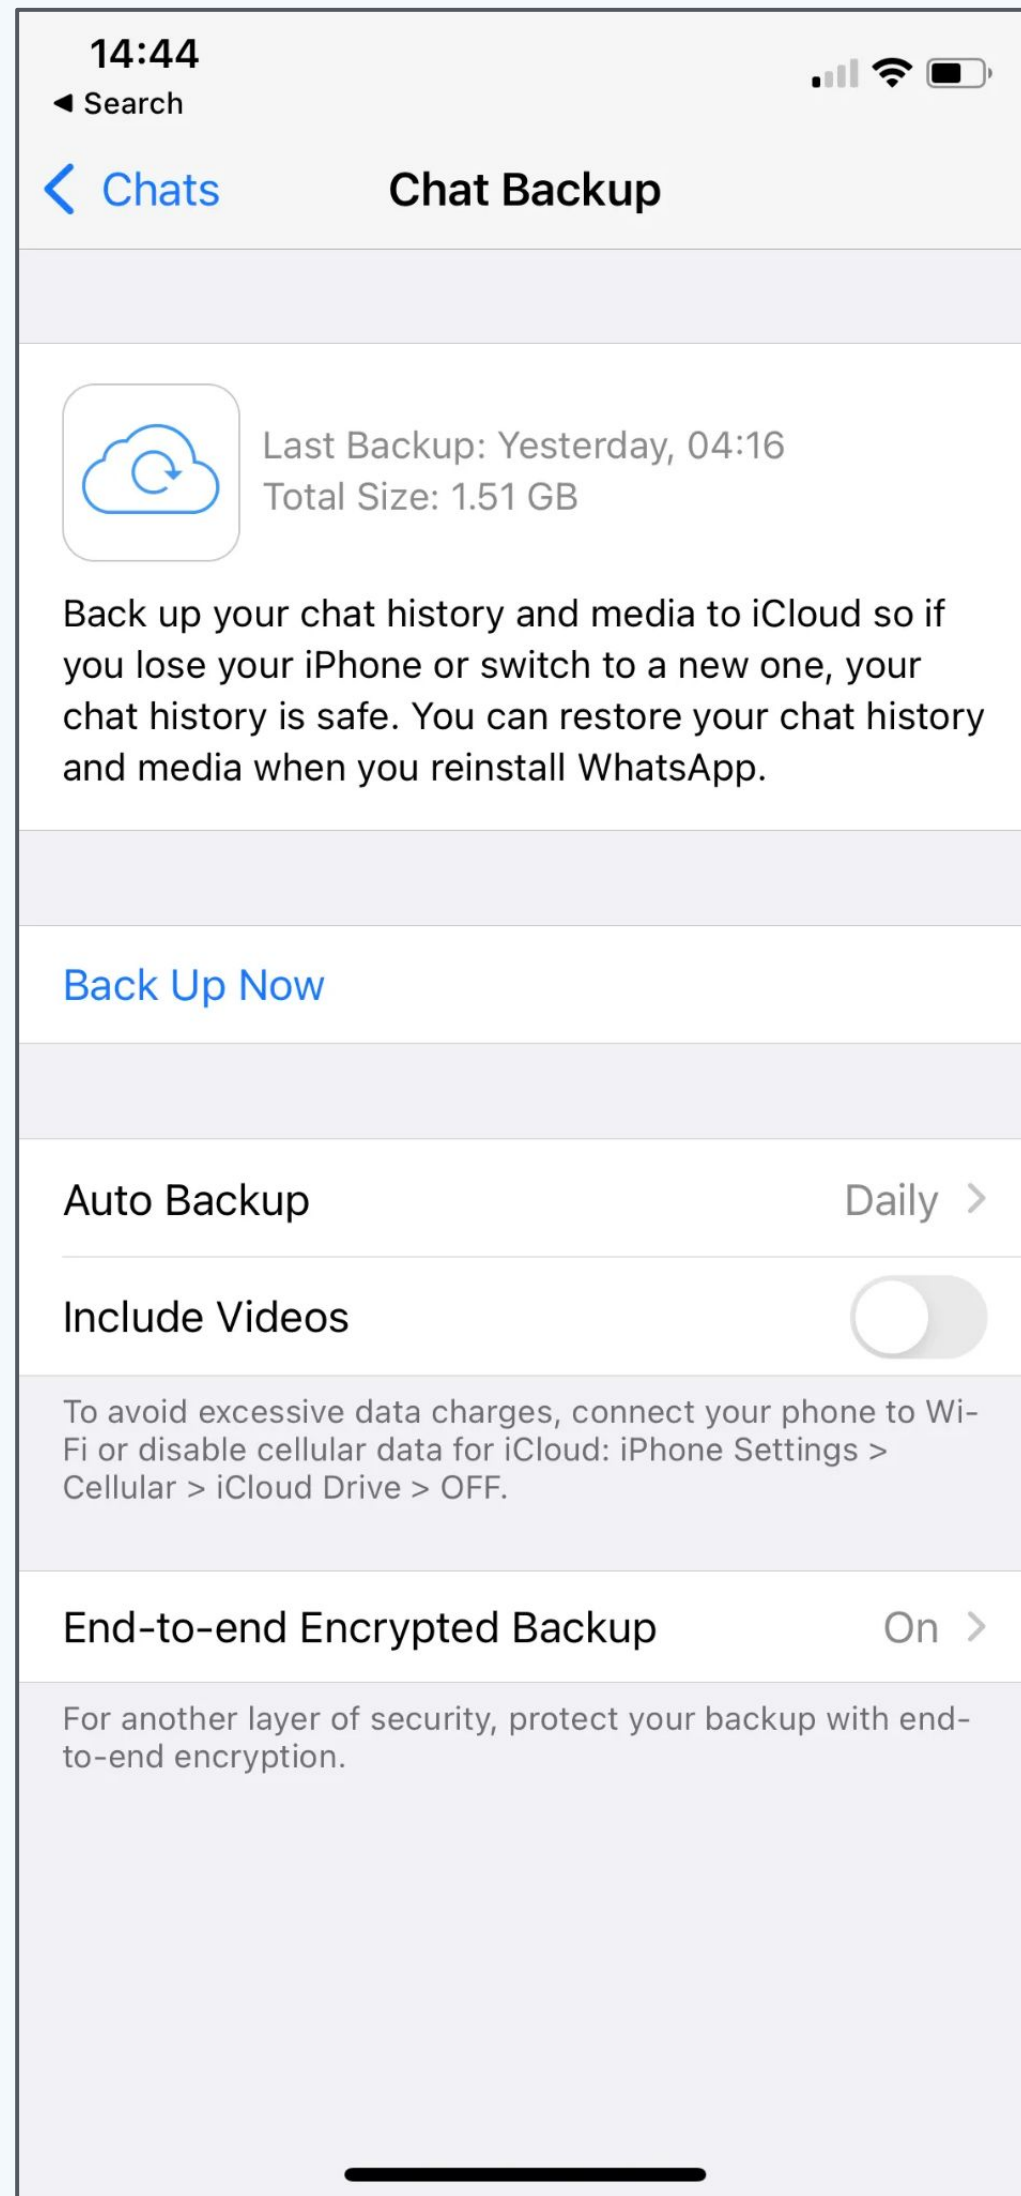 14:44
◀ Search
Chats
Chat Backup
Last Backup: Yesterday, 04:16
Total Size: 1.51 GB
Back up your chat history and media to iCloud so if
you lose your iPhone or switch to a new one, your
chat history is safe. You can restore your chat history
and media when you reinstall WhatsApp.
Back Up Now
Auto Backup
Daily
Include Videos
To avoid excessive data charges, connect your phone to Wi-
Fi or disable cellular data for iCloud: iPhone Settings >
Cellular > iCloud Drive > OFF.
End-to-end Encrypted Backup
On
For another layer of security, protect your backup with end-
to-end encryption.